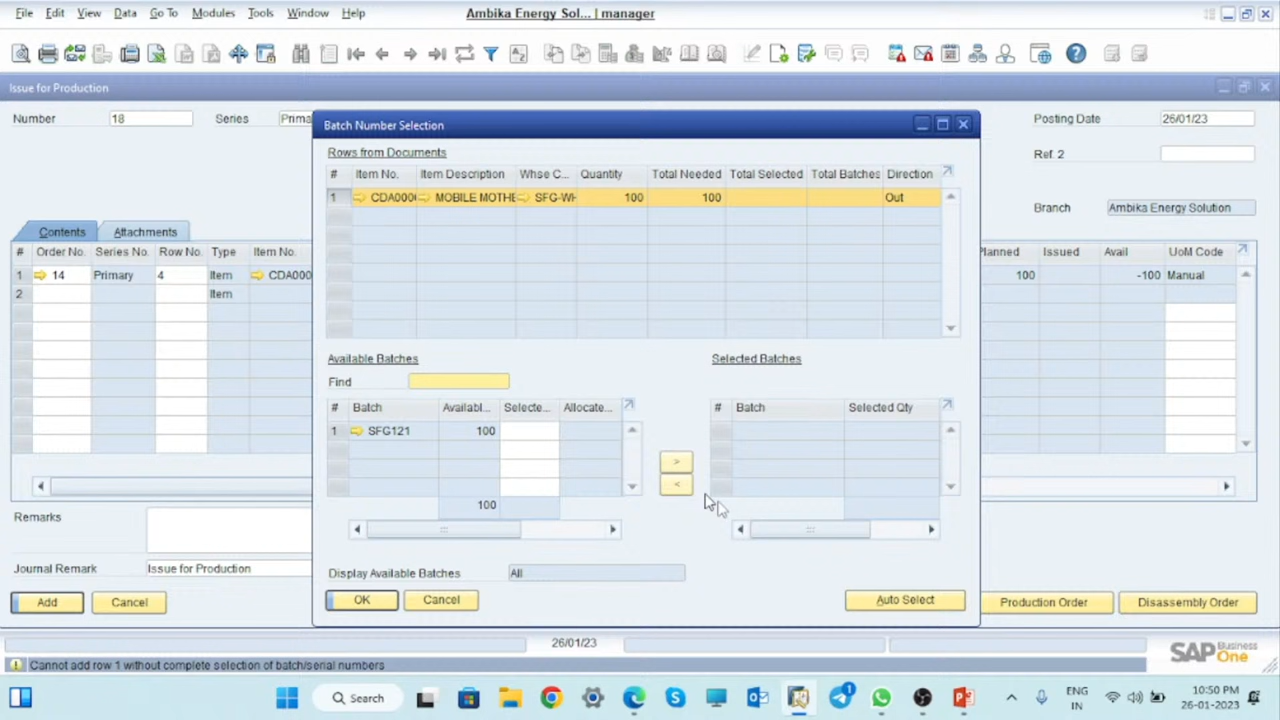 File Edit View Data Go To Modules Tools Window Help Ambika Energy Sol... | manager
Issue for Production
Number 18 Series Prima
Posting Date 26/01/23
Ref. 2
Branch Ambika Energy Solution
Contents Attachments
# Order No. Series No. Row No. Type Item No. Planned Issued Avail UoM Code
1 14 Primary 4 Item CDA000 100 -100 Manual
2 Item
Batch Number Selection
Rows from Documents
# Item No. Item Description Whse C... Quantity Total Needed Total Selected Total Batches Direction
1 CDA000 MOBILE MOTHE SFG-WH 100 100 Out
Available Batches Selected Batches
Find
# Batch Availabl... Selecte... Allocate... # Batch Selected Qty
1 SFG121 100
> 
<
100
Display Available Batches All
OK Cancel Auto Select
Remarks
Journal Remark Issue for Production
Add Cancel Production Order Disassembly Order
26/01/23
SAP Business One
Cannot add row 1 without complete selection of batch/serial numbers
Search
1
ENG
IN
10:50 PM
26-01-2023